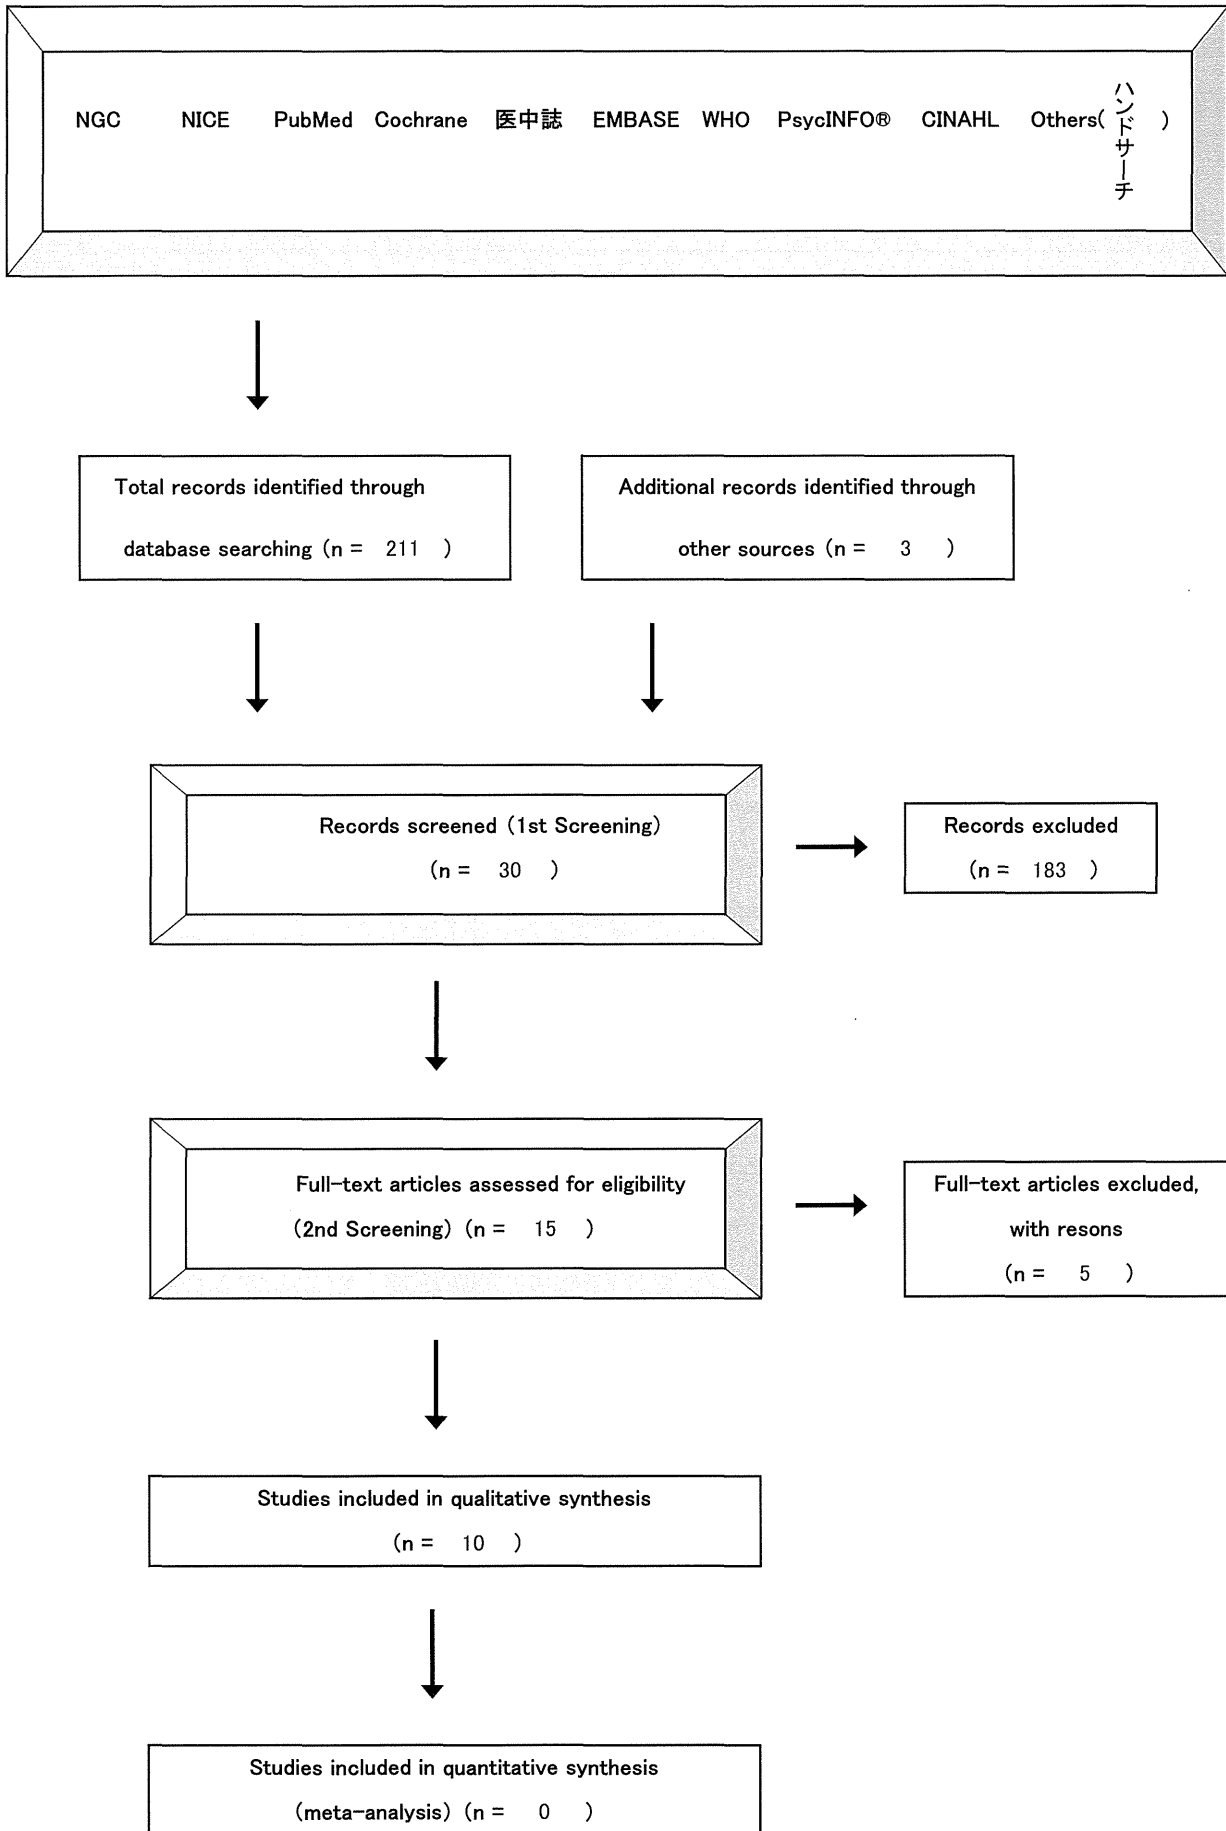 NGC NICE PubMed Cochrane 医中誌 EMBASE WHO PsycINFO® CINAHL Others(ハンドサーチ )
Total records identified through
database searching (n = 211 )
Additional records identified through
other sources (n = 3 )
Records screened (1st Screening)
(n = 30 )
Records excluded
(n = 183 )
Full-text articles assessed for eligibility
(2nd Screening) (n = 15 )
Full-text articles excluded,
with resons
(n = 5 )
Studies included in qualitative synthesis
(n = 10 )
Studies included in quantitative synthesis
(meta-analysis) (n = 0 )